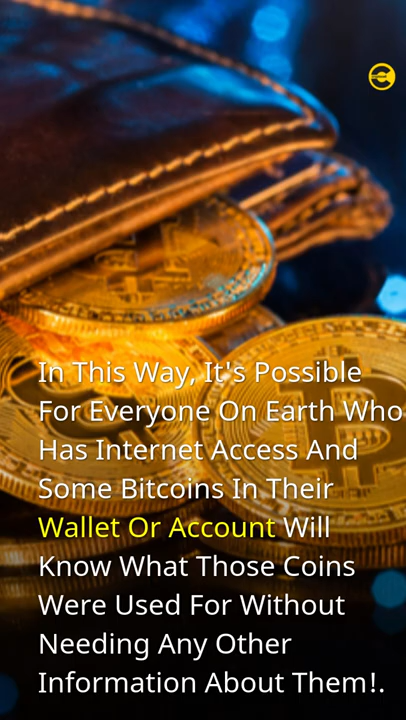 In This Way, It's Possible
For Everyone On Earth Who
Has Internet Access And
Some Bitcoins In Their
Wallet Or Account Will
Know What Those Coins
Were Used For Without
Needing Any Other
Information About Them!.